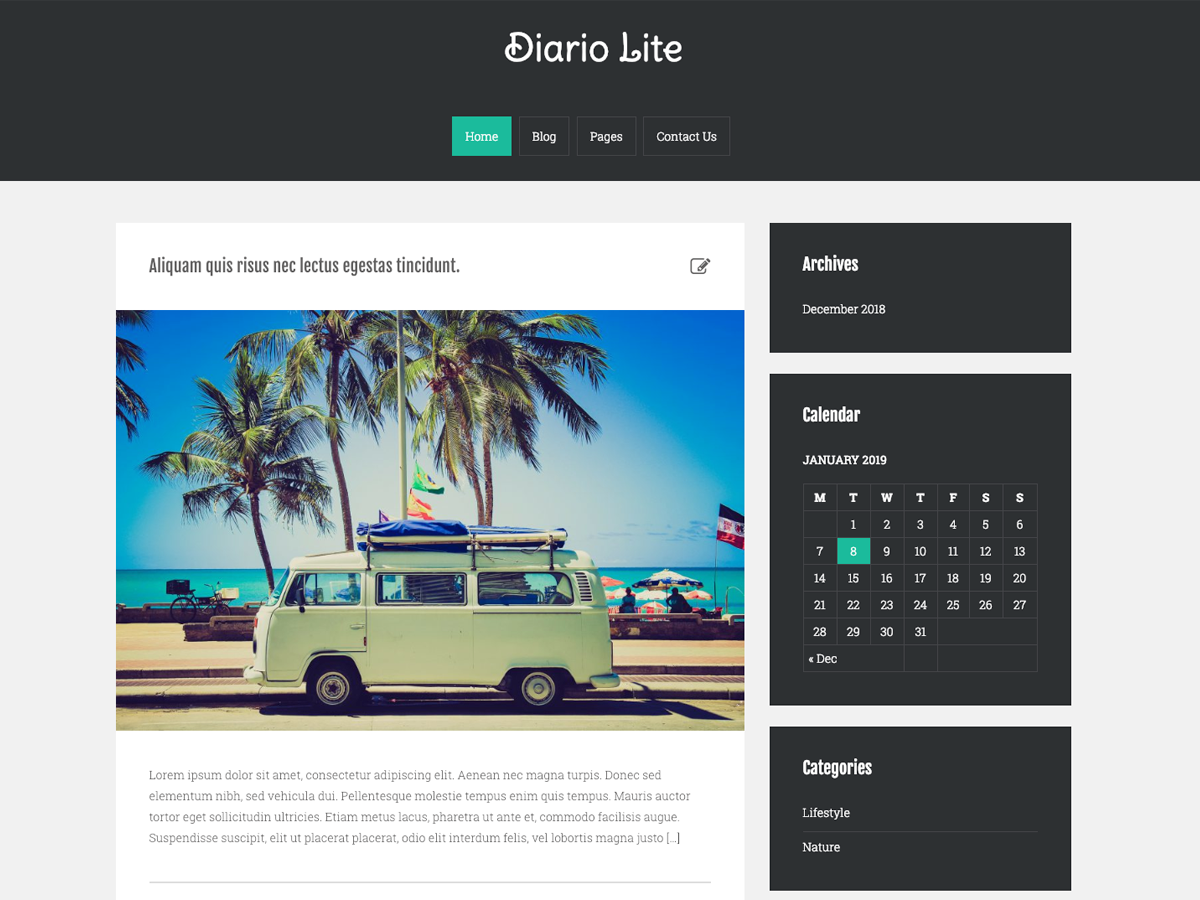 Diario Lite
Home Blog Pages Contact Us
Aliquam quis risus nec lectus egestas tincidunt.
Lorem ipsum dolor sit amet, consectetur adipiscing elit. Aenean nec magna turpis. Donec sed
elementum nibh, sed vehicula dui. Pellentesque molestie tempus enim quis tempus. Mauris auctor
tortor eget sollicitudin ultricies. Etiam metus lacus, pharetra ut ante et, commodo facilisis augue.
Suspendisse suscipit, elit ut placerat placerat, odio elit interdum felis, vel lobortis magna justo [...]
Archives
December 2018
Calendar
JANUARY 2019
M T W T F S S
1 2 3 4 5 6
7 8 9 10 11 12 13
14 15 16 17 18 19 20
21 22 23 24 25 26 27
28 29 30 31
« Dec
Categories
Lifestyle
Nature